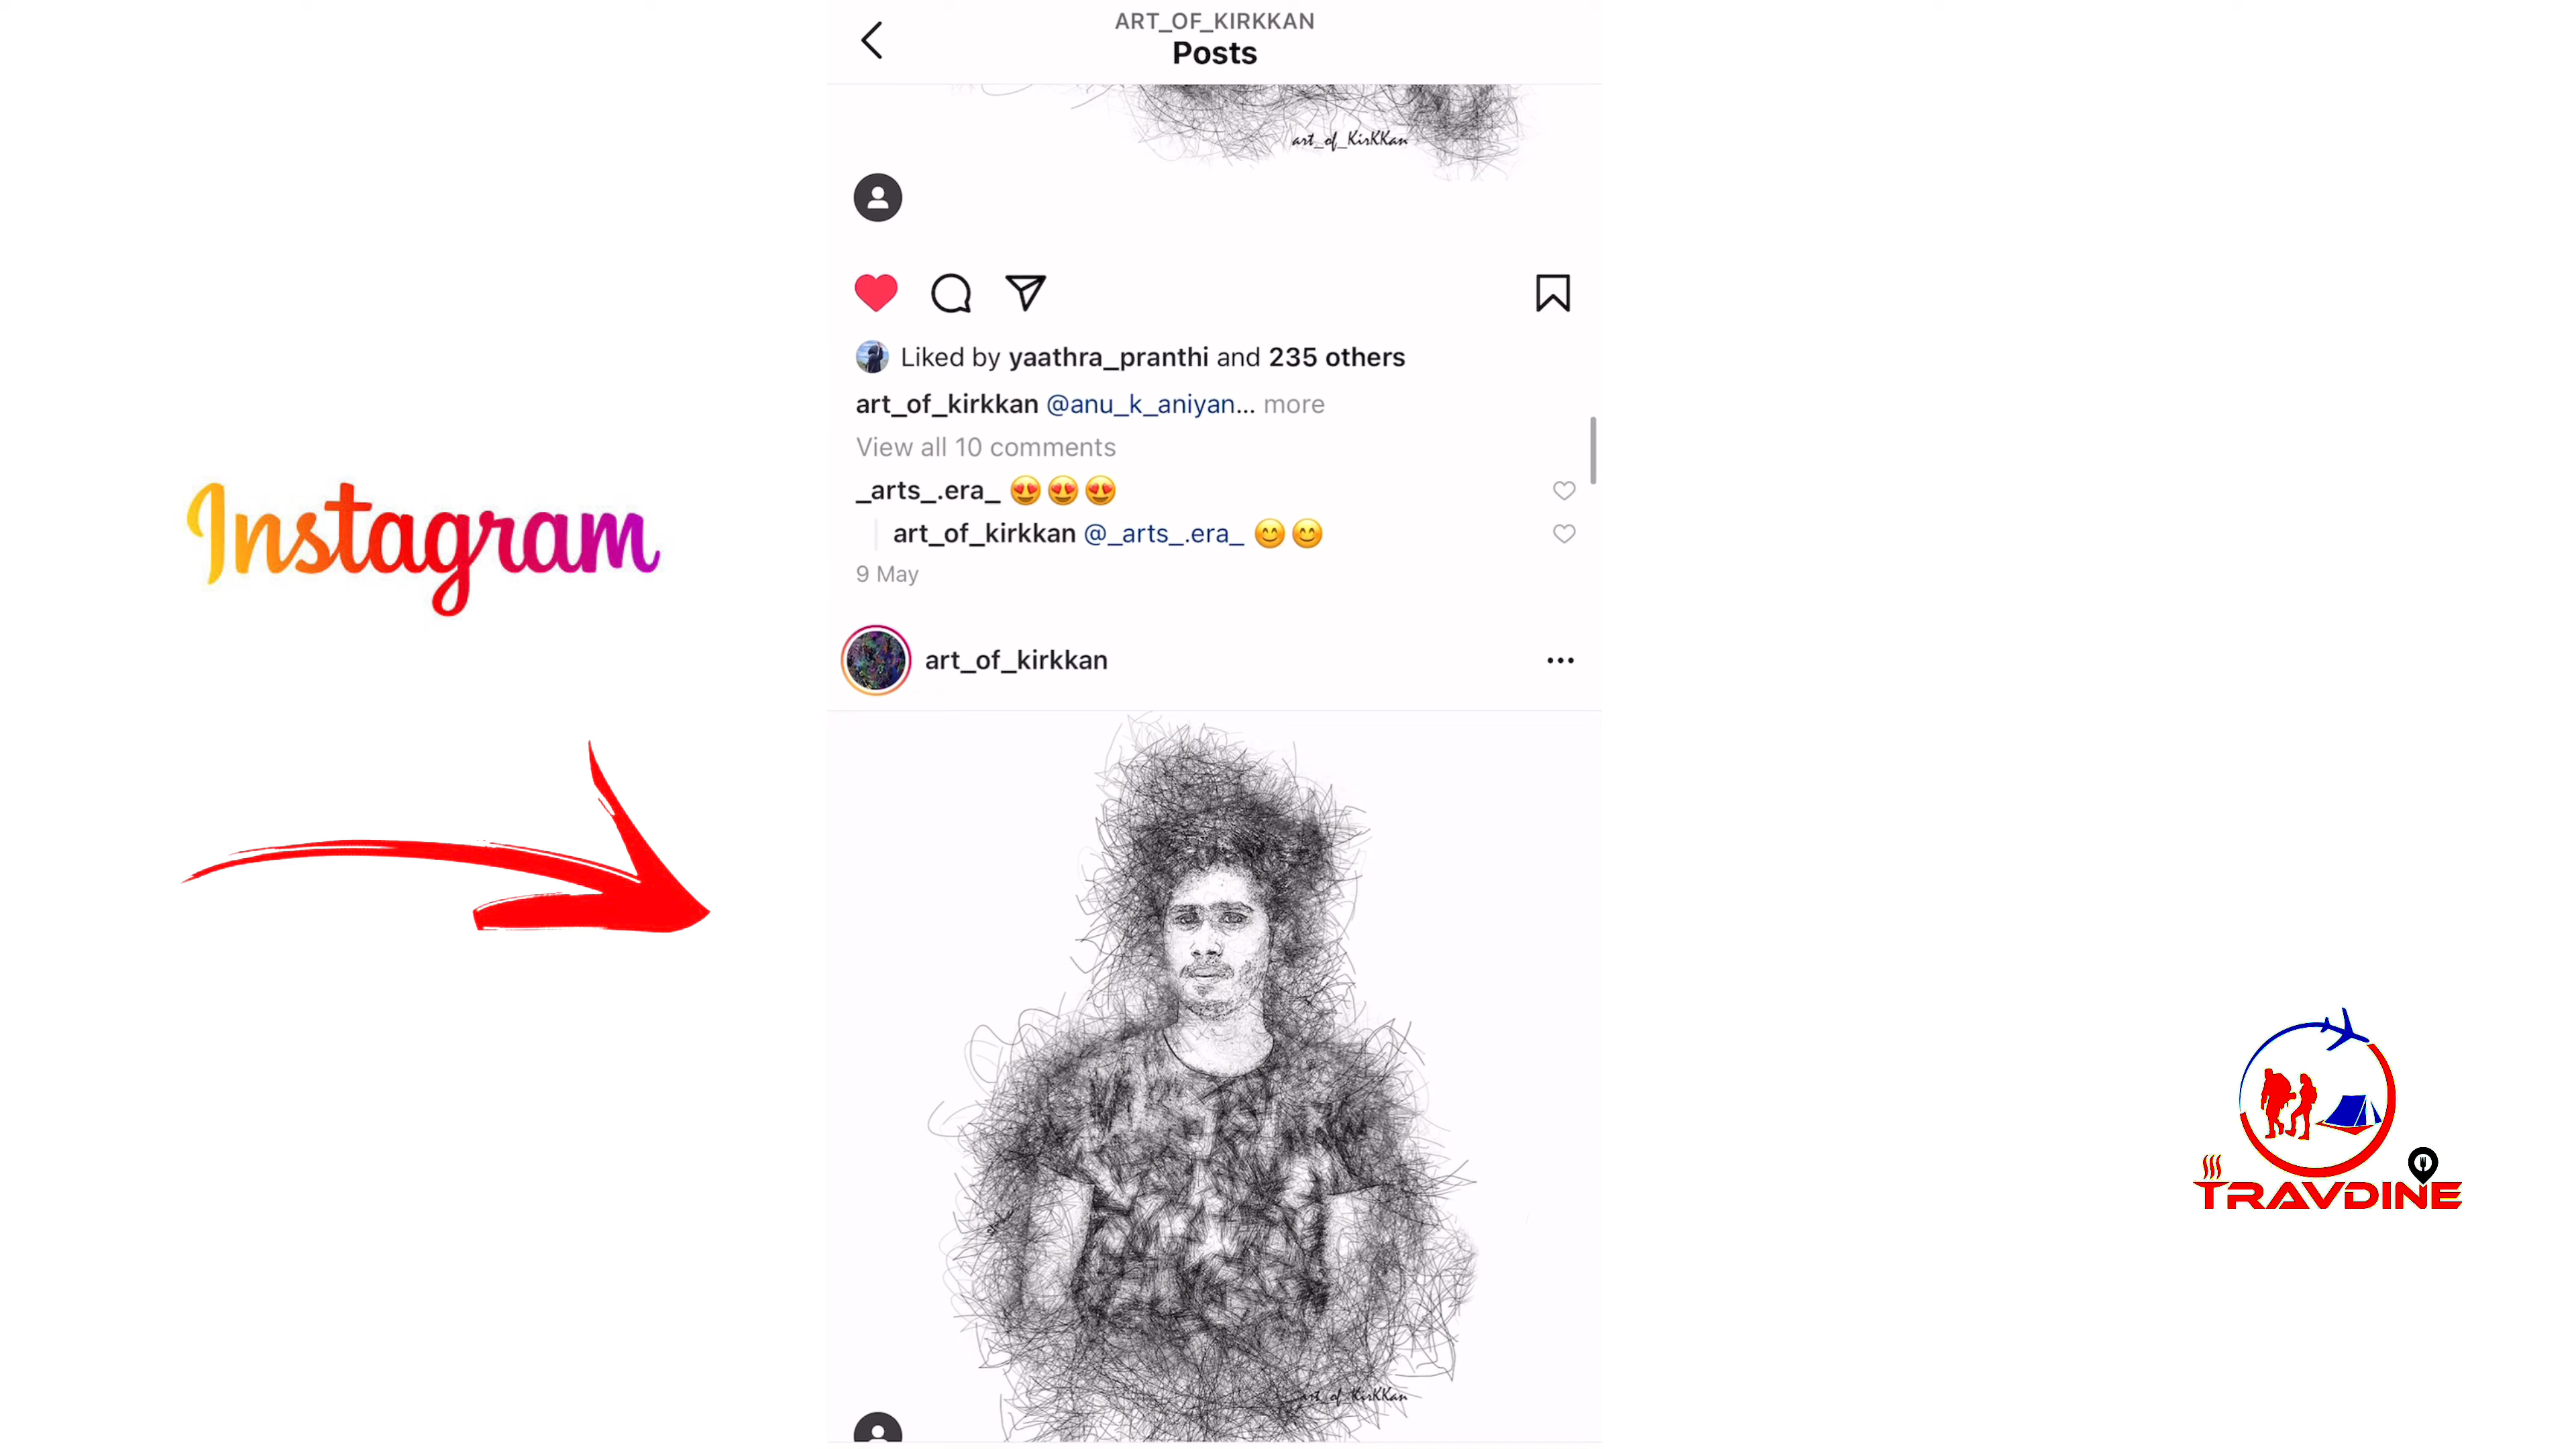 ART_OF_KIRKKAN
Posts
art_of_KirKKan
Liked by yaathra_pranthi and 235 others
art_of_kirkkan @anu_k_aniyan... more
View all 10 comments
_arts_.era_ 😍😍😍
art_of_kirkkan @_arts_.era_ 😊😊
9 May
Instagram
art_of_kirkkan
art_of_KirKKan
TRAVDINE